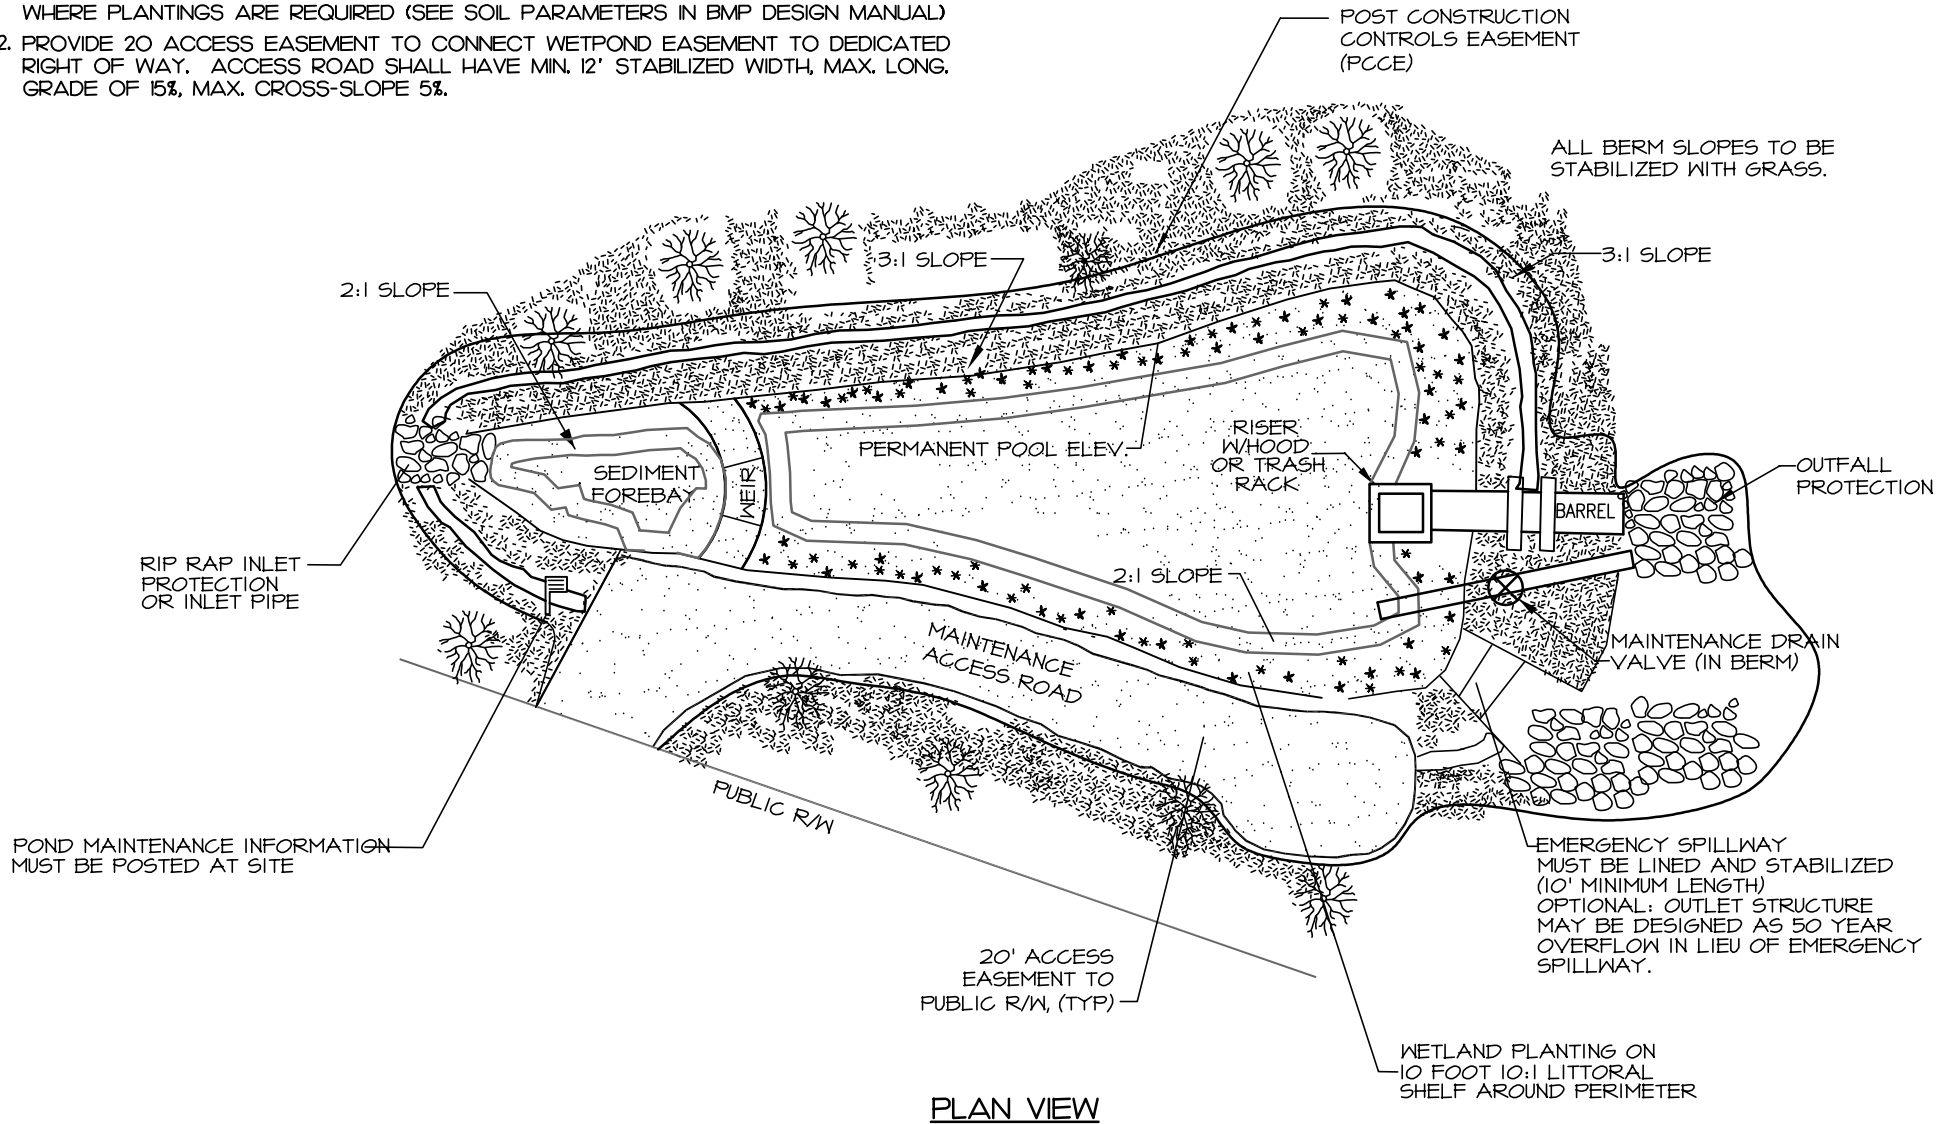 WHERE PLANTINGS ARE REQUIRED (SEE SOIL PARAMETERS IN BMP DESIGN MANUAL)
2. PROVIDE 20 ACCESS EASEMENT TO CONNECT WETPOND EASEMENT TO DEDICATED
RIGHT OF WAY. ACCESS ROAD SHALL HAVE MIN. 12' STABILIZED WIDTH, MAX. LONG.
GRADE OF 15%, MAX. CROSS-SLOPE 5%.
POST CONSTRUCTION
CONTROLS EASEMENT
(PCCE)
ALL BERM SLOPES TO BE
STABILIZED WITH GRASS.
3:1 SLOPE
3:1 SLOPE
2:1 SLOPE
PERMANENT POOL ELEV.
RISER
W/HOOD
OR TRASH
RACK
SEDIMENT
FOREBAY
WEIR
BARREL
OUTFALL
PROTECTION
RIP RAP INLET
PROTECTION
OR INLET PIPE
2:1 SLOPE
MAINTENANCE
ACCESS ROAD
MAINTENANCE DRAIN
VALVE (IN BERM)
PUBLIC R/W
POND MAINTENANCE INFORMATION
MUST BE POSTED AT SITE
EMERGENCY SPILLWAY
MUST BE LINED AND STABILIZED
(10' MINIMUM LENGTH)
OPTIONAL: OUTLET STRUCTURE
MAY BE DESIGNED AS 50 YEAR
OVERFLOW IN LIEU OF EMERGENCY
SPILLWAY.
20' ACCESS
EASEMENT TO
PUBLIC R/W, (TYP)
WETLAND PLANTING ON
10 FOOT 10:1 LITTORAL
SHELF AROUND PERIMETER
PLAN VIEW